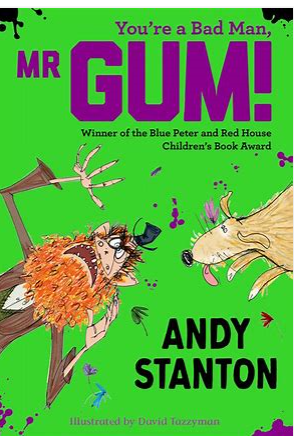 You're a Bad Man,
MR GUM!
Winner of the Blue Peter and Red House
Children's Book Award
ANDY
STANTON
Illustrated by David Tazzyman